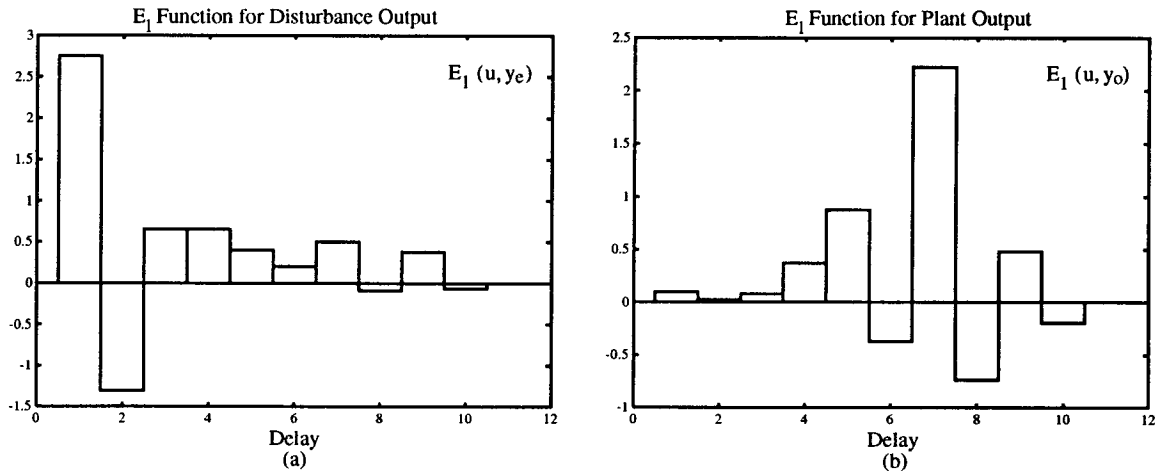 E₁ Function for Disturbance Output
3
2.5
2
1.5
1
0.5
0
-0.5
-1
-1.5
E₁ (u, yₑ)
0 2 4 6 8 10 12
Delay
(a)
E₁ Function for Plant Output
2.5
2
1.5
1
0.5
0
-0.5
-1
E₁ (u, yₒ)
0 2 4 6 8 10 12
Delay
(b)